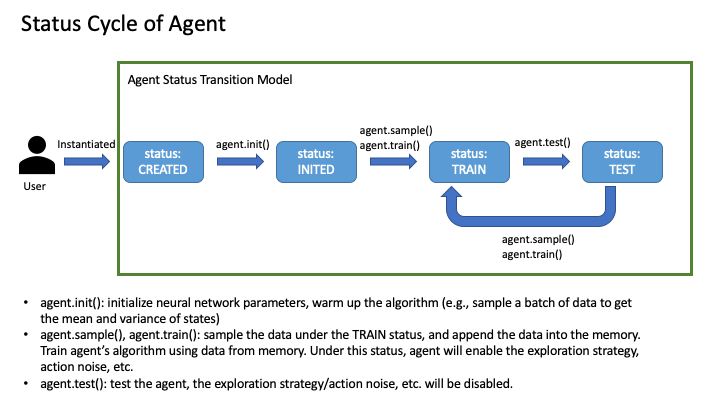 Status Cycle of Agent
Agent Status Transition Model
Instantiated
User
status:
CREATED
agent.init()
status:
INITED
agent.sample()
agent.train()
status:
TRAIN
agent.test()
status:
TEST
agent.sample()
agent.train()
• agent.init(): initialize neural network parameters, warm up the algorithm (e.g., sample a batch of data to get
the mean and variance of states)
• agent.sample(), agent.train(): sample the data under the TRAIN status, and append the data into the memory.
Train agent's algorithm using data from memory. Under this status, agent will enable the exploration strategy,
action noise, etc.
• agent.test(): test the agent, the exploration strategy/action noise, etc. will be disabled.